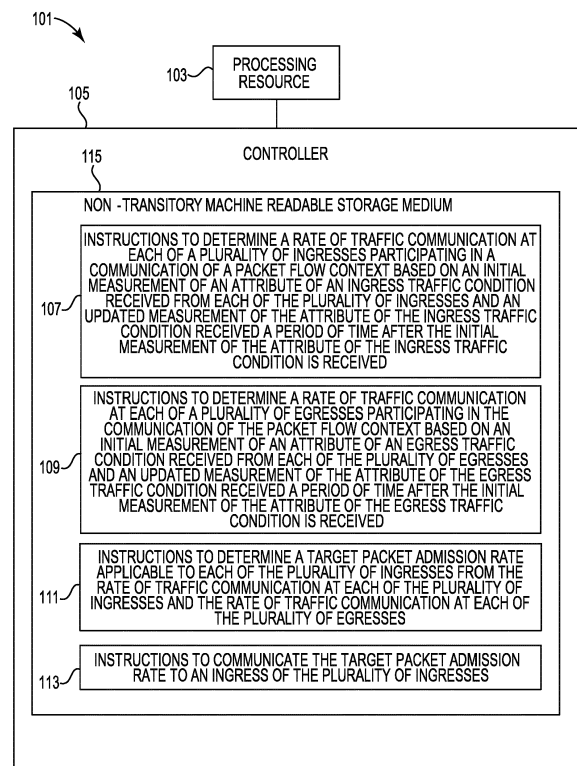 101
103
PROCESSING
RESOURCE
105
CONTROLLER
115
NON -TRANSITORY MACHINE READABLE STORAGE MEDIUM
107
INSTRUCTIONS TO DETERMINE A RATE OF TRAFFIC COMMUNICATION AT
EACH OF A PLURALITY OF INGRESSES PARTICIPATING IN A
COMMUNICATION OF A PACKET FLOW CONTEXT BASED ON AN INITIAL
MEASUREMENT OF AN ATTRIBUTE OF AN INGRESS TRAFFIC CONDITION
RECEIVED FROM EACH OF THE PLURALITY OF INGRESSES AND AN
UPDATED MEASUREMENT OF THE ATTRIBUTE OF THE INGRESS TRAFFIC
CONDITION RECEIVED A PERIOD OF TIME AFTER THE INITIAL
MEASUREMENT OF THE ATTRIBUTE OF THE INGRESS TRAFFIC
CONDITION IS RECEIVED
109
INSTRUCTIONS TO DETERMINE A RATE OF TRAFFIC COMMUNICATION
AT EACH OF A PLURALITY OF EGRESSES PARTICIPATING IN THE
COMMUNICATION OF THE PACKET FLOW CONTEXT BASED ON AN
INITIAL MEASUREMENT OF AN ATTRIBUTE OF AN EGRESS TRAFFIC
CONDITION RECEIVED FROM EACH OF THE PLURALITY OF EGRESSES
AND AN UPDATED MEASUREMENT OF THE ATTRIBUTE OF THE EGRESS
TRAFFIC CONDITION RECEIVED A PERIOD OF TIME AFTER THE INITIAL
MEASUREMENT OF THE ATTRIBUTE OF THE EGRESS TRAFFIC
CONDITION IS RECEIVED
111
INSTRUCTIONS TO DETERMINE A TARGET PACKET ADMISSION RATE
APPLICABLE TO EACH OF THE PLURALITY OF INGRESSES FROM THE
RATE OF TRAFFIC COMMUNICATION AT EACH OF THE PLURALITY OF
INGRESSES AND THE RATE OF TRAFFIC COMMUNICATION AT EACH OF
THE PLURALITY OF EGRESSES
113
INSTRUCTIONS TO COMMUNICATE THE TARGET PACKET ADMISSION
RATE TO AN INGRESS OF THE PLURALITY OF INGRESSES